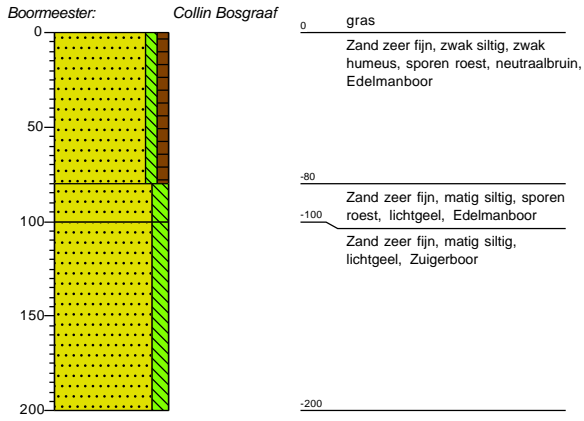 Boormeester: Collin Bosgraaf
0
50
100
150
200
0 gras
Zand zeer fijn, zwak siltig, zwak
humeus, sporen roest, neutraalbruin,
Edelmanboor
-80
Zand zeer fijn, matig siltig, sporen
roest, lichtgeel, Edelmanboor
-100
Zand zeer fijn, matig siltig,
lichtgeel, Zuigerboor
-200